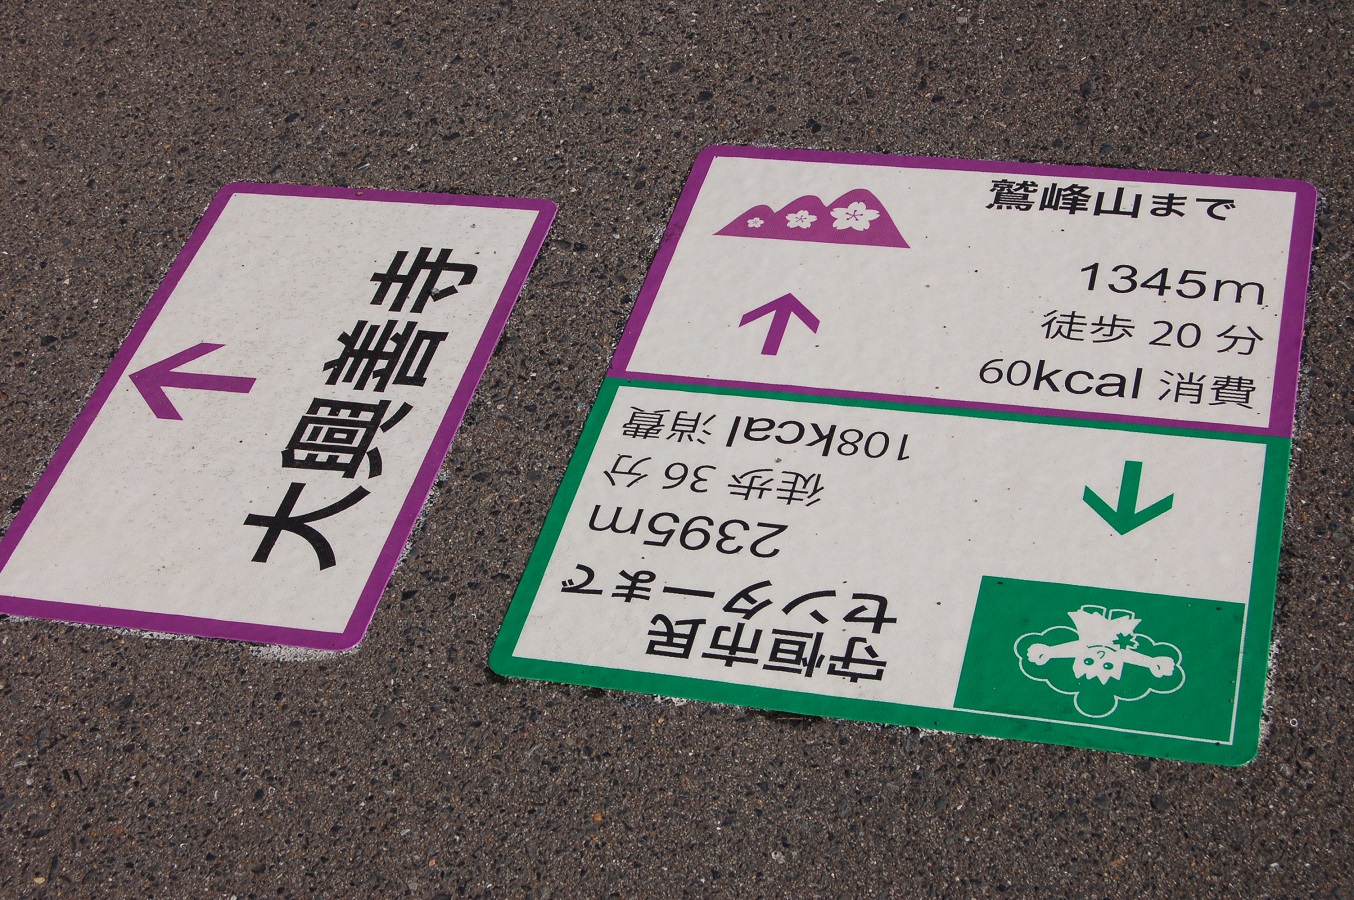 大興善寺
鷲峰山まで
1345m
徒歩 20 分
60kcal 消費
守恒市民
センターまで
2395m
徒歩 36 分
108kcal 消費